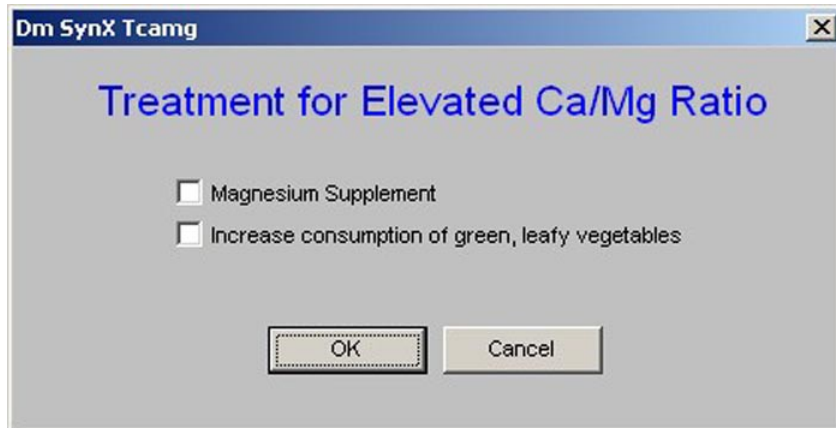 Dm SynX Tcamg
Treatment for Elevated Ca/Mg Ratio
Magnesium Supplement
Increase consumption of green, leafy vegetables
OK
Cancel